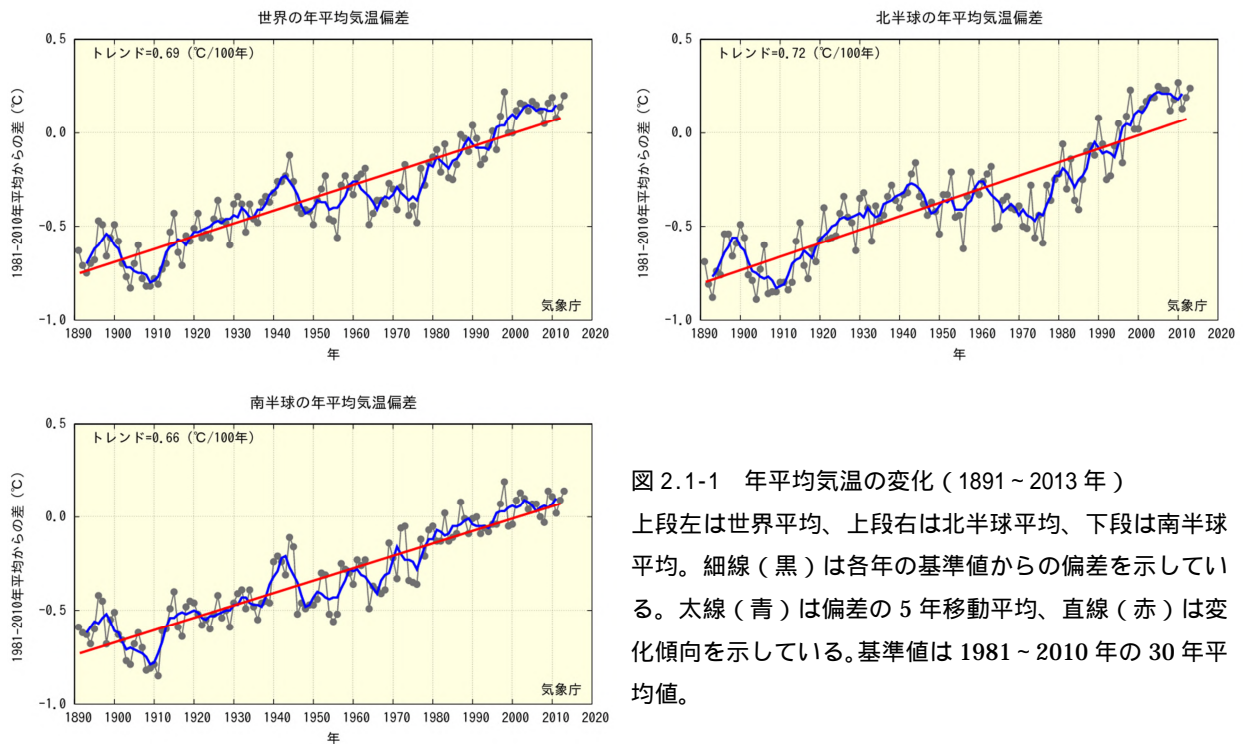 世界の年平均気温偏差
トレンド=0.69 (℃/100年)
1981-2010年平均からの差 (℃)
0.5
0.0
-0.5
-1.0
気象庁
1890 1900 1910 1920 1930 1940 1950 1960 1970 1980 1990 2000 2010 2020
年
北半球の年平均気温偏差
トレンド=0.72 (℃/100年)
1981-2010年平均からの差 (℃)
0.5
0.0
-0.5
-1.0
気象庁
1890 1900 1910 1920 1930 1940 1950 1960 1970 1980 1990 2000 2010 2020
年
南半球の年平均気温偏差
トレンド=0.66 (℃/100年)
1981-2010年平均からの差 (℃)
0.5
0.0
-0.5
-1.0
気象庁
1890 1900 1910 1920 1930 1940 1950 1960 1970 1980 1990 2000 2010 2020
年
図 2.1-1 年平均気温の変化（1891~2013 年）
上段左は世界平均、上段右は北半球平均、下段は南半球
平均。細線（黒）は各年の基準値からの偏差を示してい
る。太線（青）は偏差の 5 年移動平均、直線（赤）は変
化傾向を示している。基準値は 1981~2010 年の 30 年平
均値。